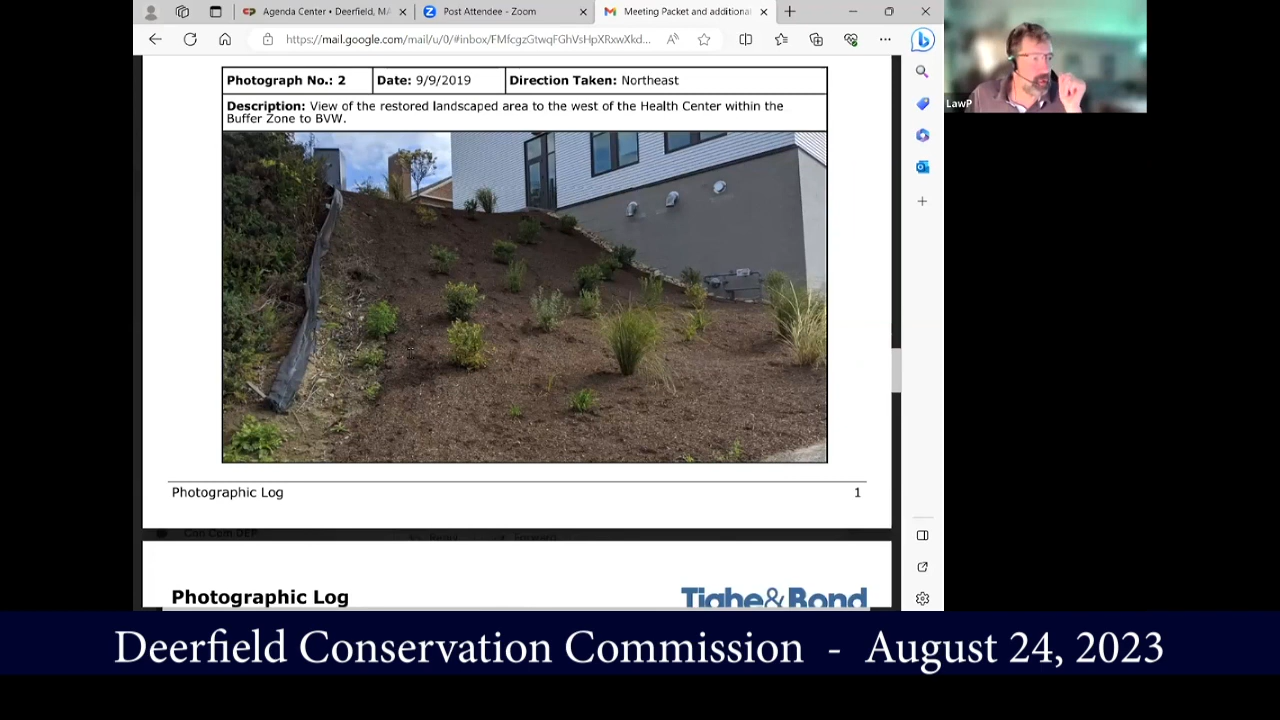 Agenda Center • Deerfield, MA
Post Attendee - Zoom
Meeting Packet and additional
https://mail.google.com/mail/u/0/#inbox/FMfcgzGtwqFGhVsHpXRxwXkd...
LawP
Photograph No.: 2 Date: 9/9/2019 Direction Taken: Northeast
Description: View of the restored landscaped area to the west of the Health Center within the
Buffer Zone to BVW.
Photographic Log 1
Photographic Log Tighe&Bond
Deerfield Conservation Commission - August 24, 2023